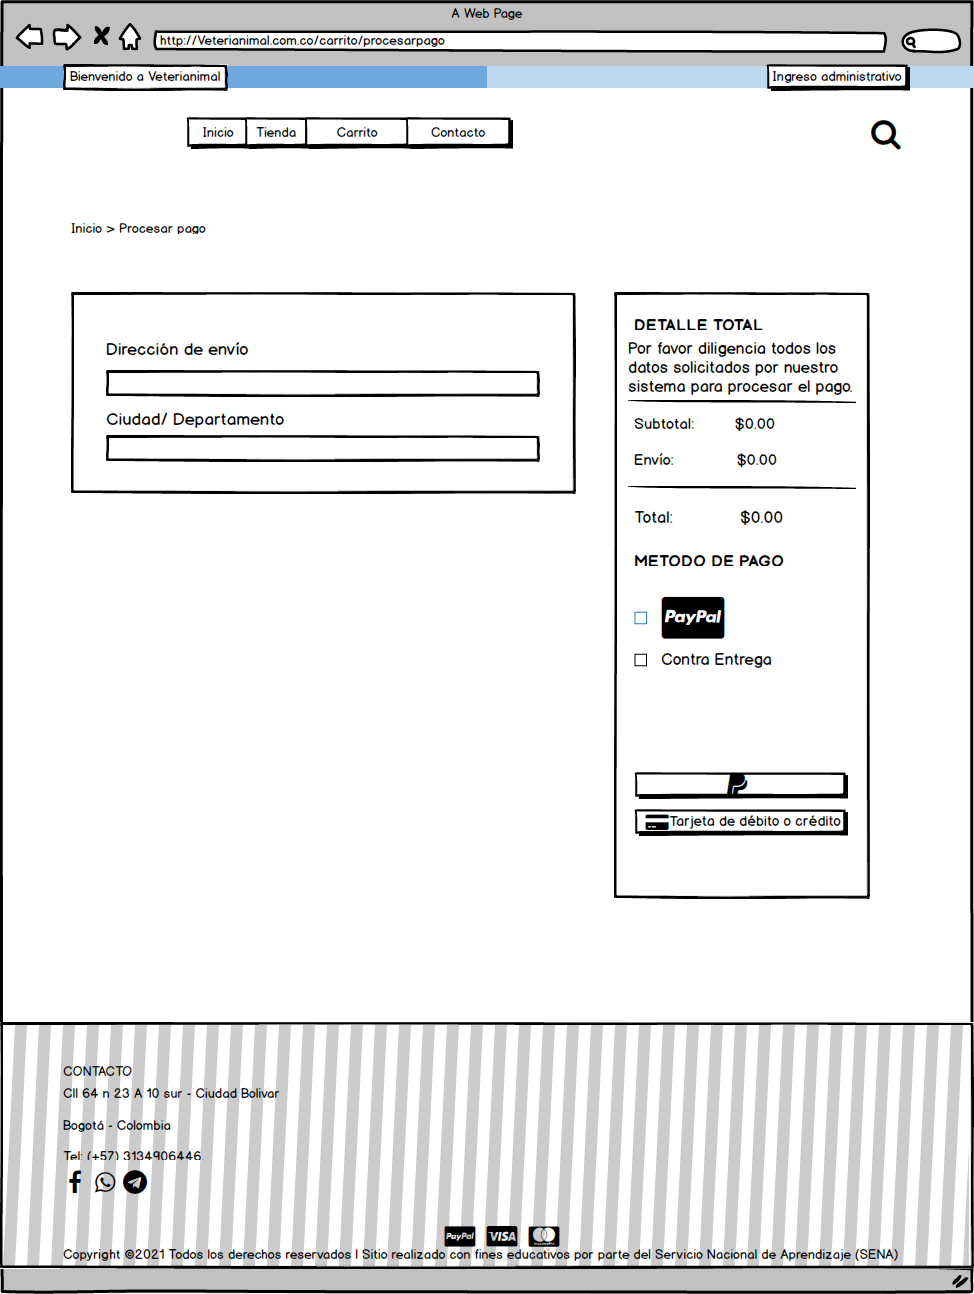 A Web Page
http://Veterianimal.com.co/carrito/procesarpago
Bienvenido a Veterianimal
Ingreso administrativo
Inicio Tienda Carrito Contacto
Inicio > Procesar pago
Dirección de envío
Ciudad/ Departamento
DETALLE TOTAL
Por favor diligencia todos los
datos solicitados por nuestro
sistema para procesar el pago.
Subtotal: $0.00
Envío: $0.00
Total: $0.00
METODO DE PAGO
PayPal
Contra Entrega
Tarjeta de débito o crédito
CONTACTO
Cll 64 n 23 A 10 sur - Ciudad Bolivar
Bogotá - Colombia
Tel: (+57) 3134906446.
PayPal VISA
Copyright ©2021 Todos los derechos reservados | Sitio realizado con fines educativos por parte del Servicio Nacional de Aprendizaje (SENA)